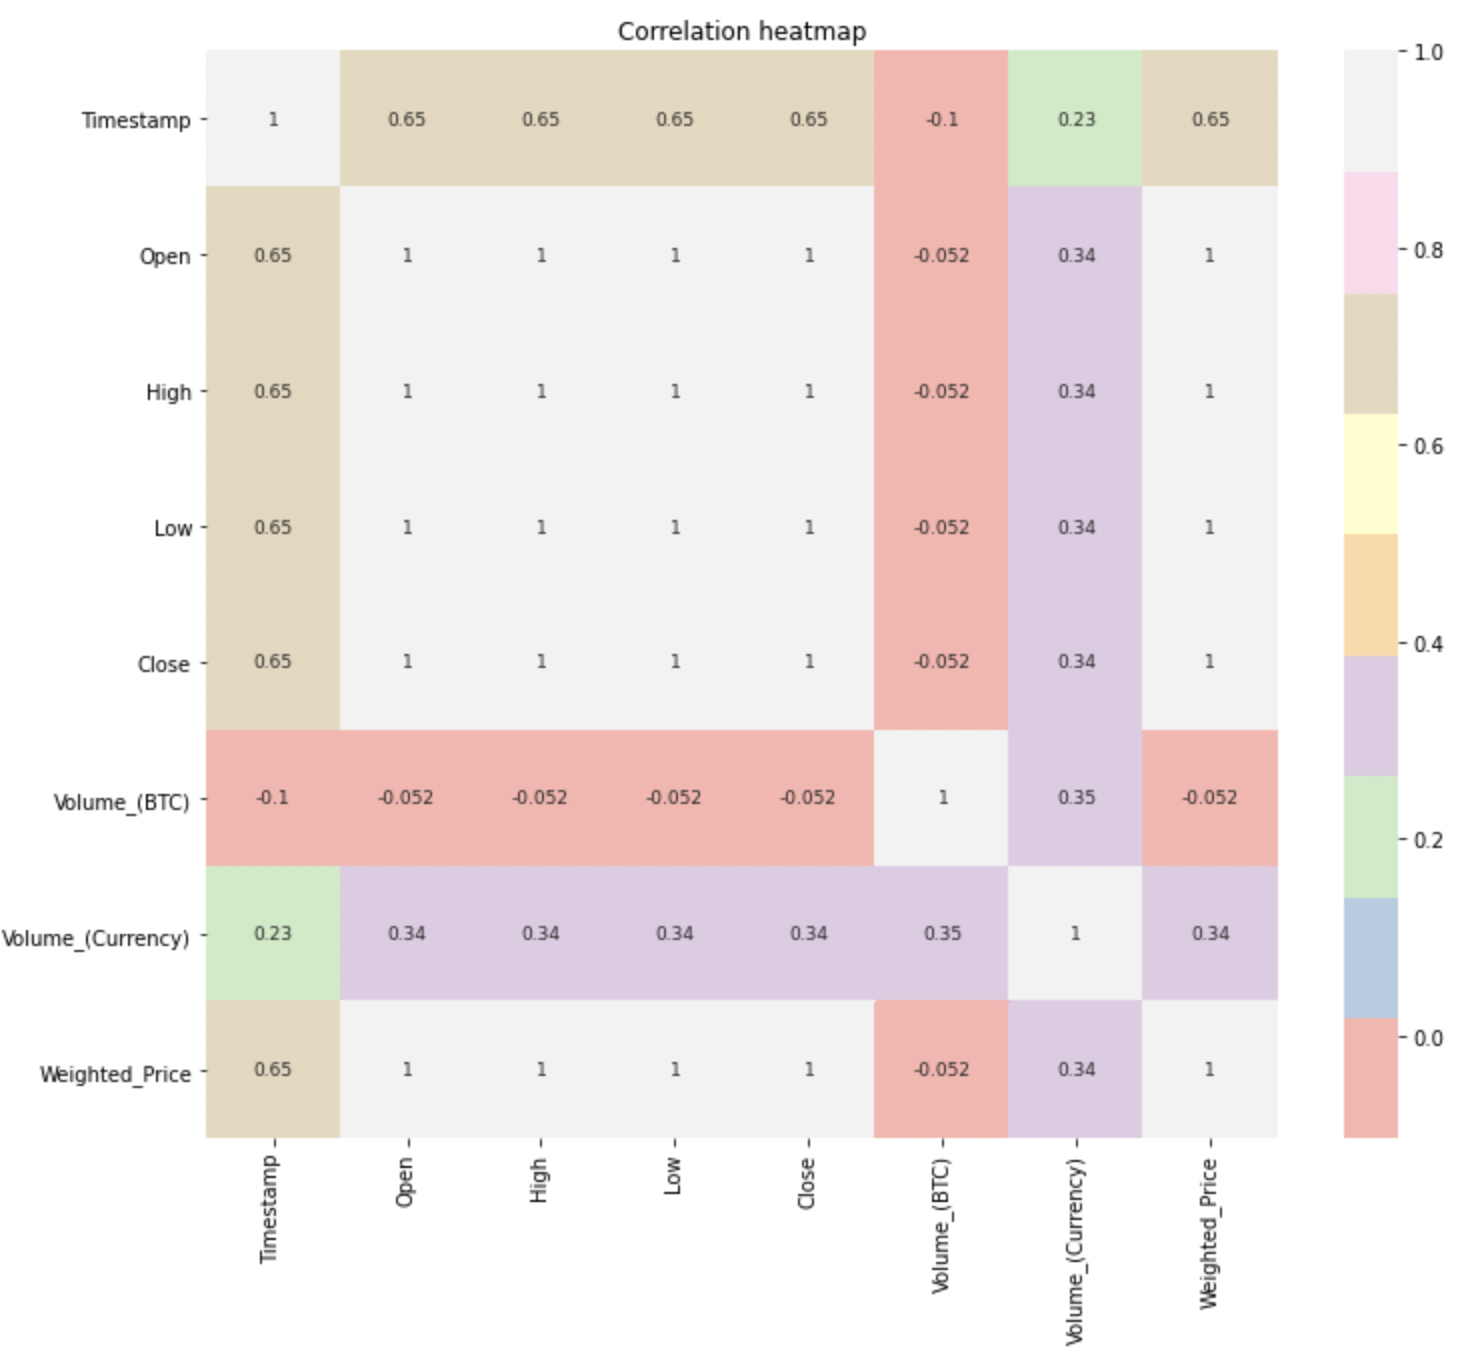 Correlation heatmap
Timestamp 1 0.65 0.65 0.65 0.65 -0.1 0.23 0.65
Open 0.65 1 1 1 1 -0.052 0.34 1
High 0.65 1 1 1 1 -0.052 0.34 1
Low 0.65 1 1 1 1 -0.052 0.34 1
Close 0.65 1 1 1 1 -0.052 0.34 1
Volume_(BTC) -0.1 -0.052 -0.052 -0.052 -0.052 1 0.35 -0.052
Volume_(Currency) 0.23 0.34 0.34 0.34 0.34 0.35 1 0.34
Weighted_Price 0.65 1 1 1 1 -0.052 0.34 1
Timestamp
Open
High
Low
Close
Volume_(BTC)
Volume_(Currency)
Weighted_Price
1.0
0.8
0.6
0.4
0.2
0.0